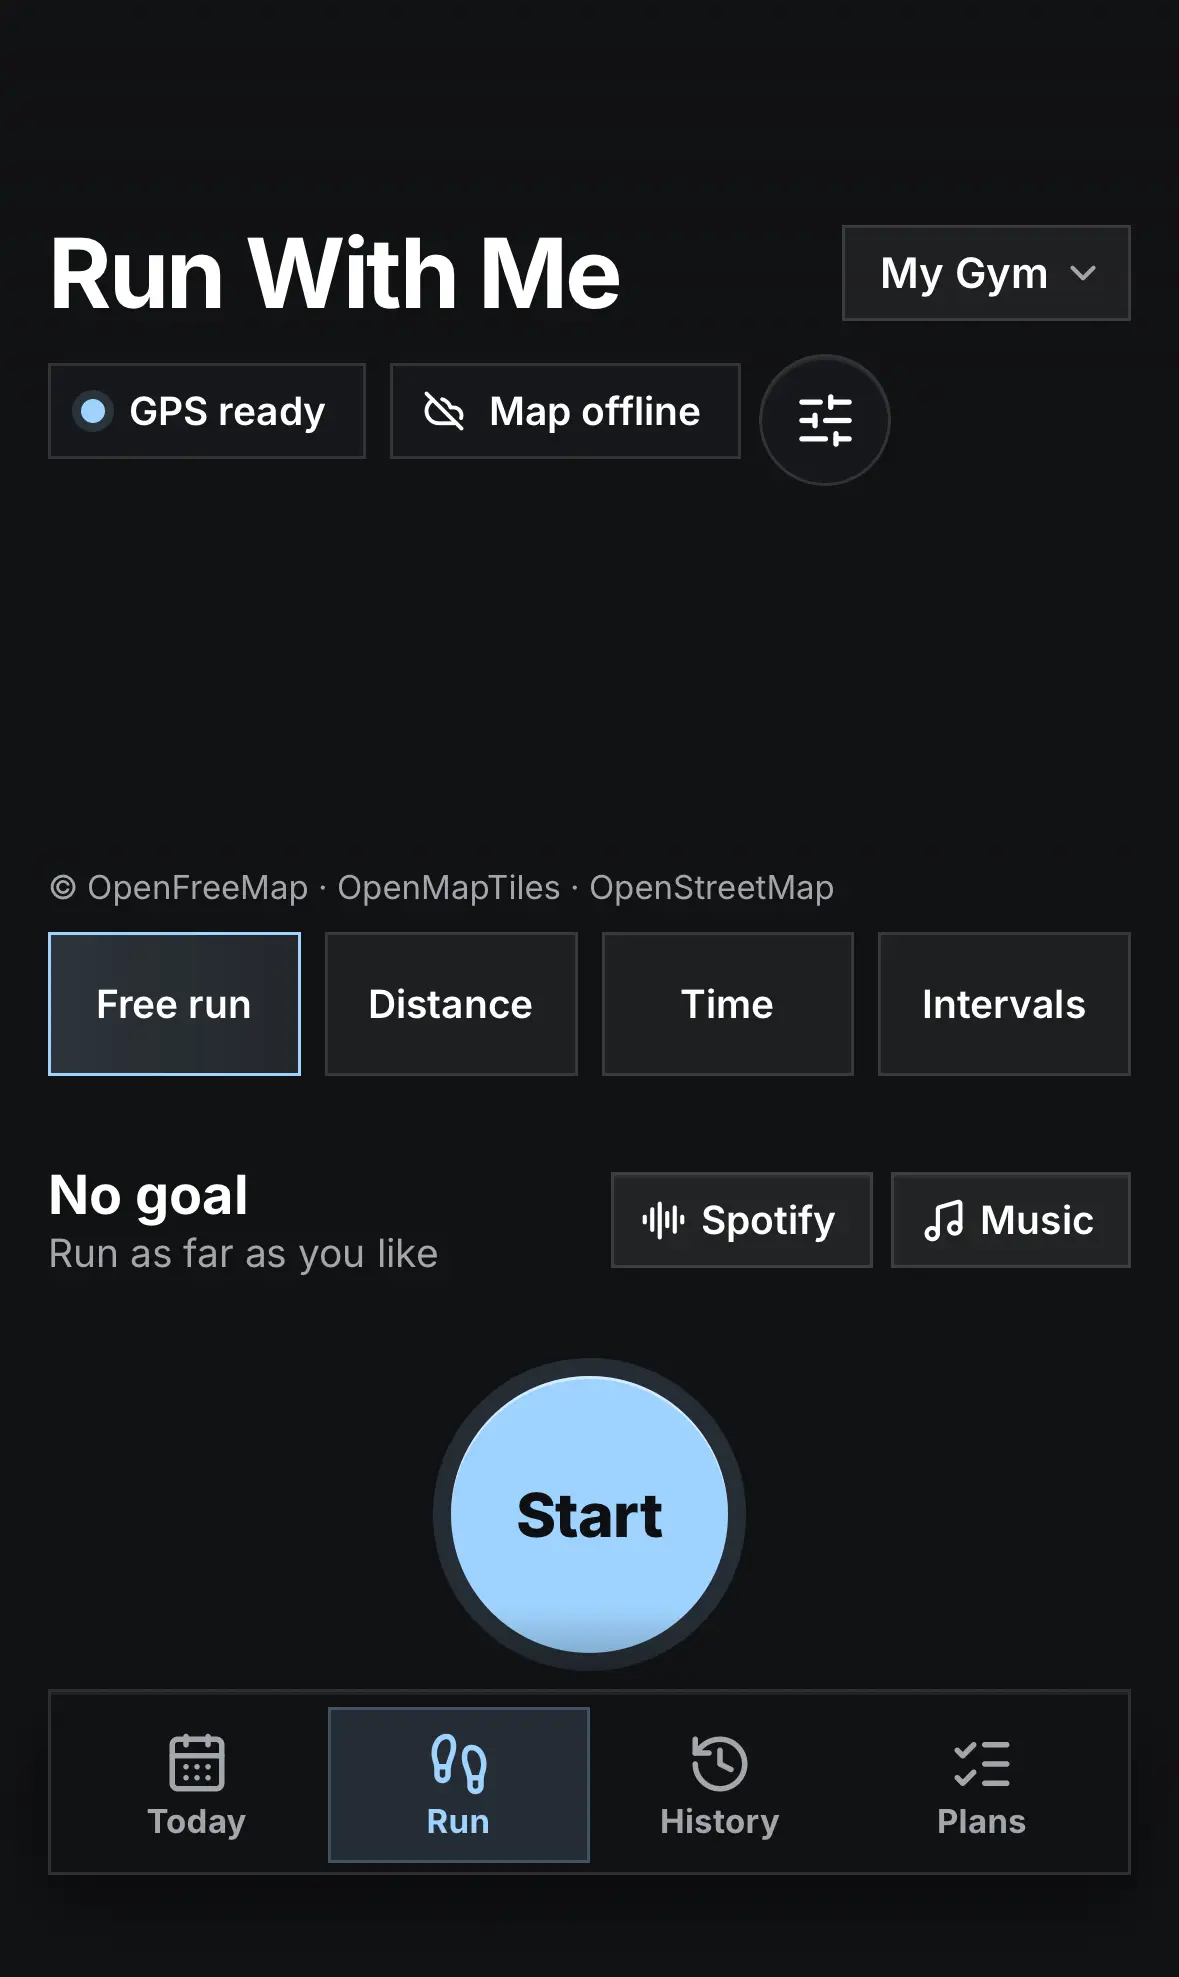 Run With Me
My Gym
GPS ready
Map offline
© OpenFreeMap · OpenMapTiles · OpenStreetMap
Free run
Distance
Time
Intervals
No goal
Run as far as you like
Spotify
Music
Start
Today
Run
History
Plans